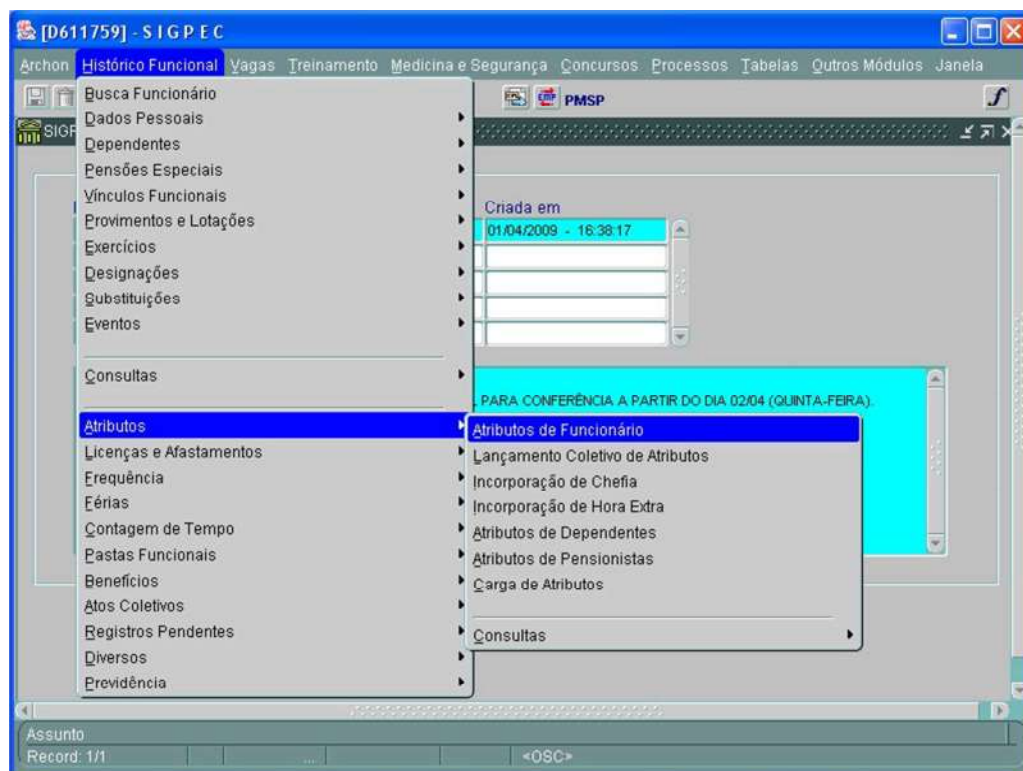 [D611759] - S I G P E C
Archon Histórico Funcional Vagas Treinamento Medicina e Segurança Concursos Processos Tabelas Outros Módulos Janela
PMSP
Busca Funcionário
Dados Pessoais
Dependentes
Pensões Especiais
Vínculos Funcionais
Provimentos e Lotações
Exercícios
Designações
Substituições
Eventos
Consultas
Atributos
Licenças e Afastamentos
Frequência
Férias
Contagem de Tempo
Pastas Funcionais
Benefícios
Atos Coletivos
Registros Pendentes
Diversos
Previdência
Criada em
01/04/2009 - 16:38:17
PARA CONFERÊNCIA A PARTIR DO DIA 02/04 (QUINTA-FEIRA).
Atributos de Funcionário
Lançamento Coletivo de Atributos
Incorporação de Chefia
Incorporação de Hora Extra
Atributos de Dependentes
Atributos de Pensionistas
Carga de Atributos
Consultas
Assunto
Record: 1/1 ... <OSC>